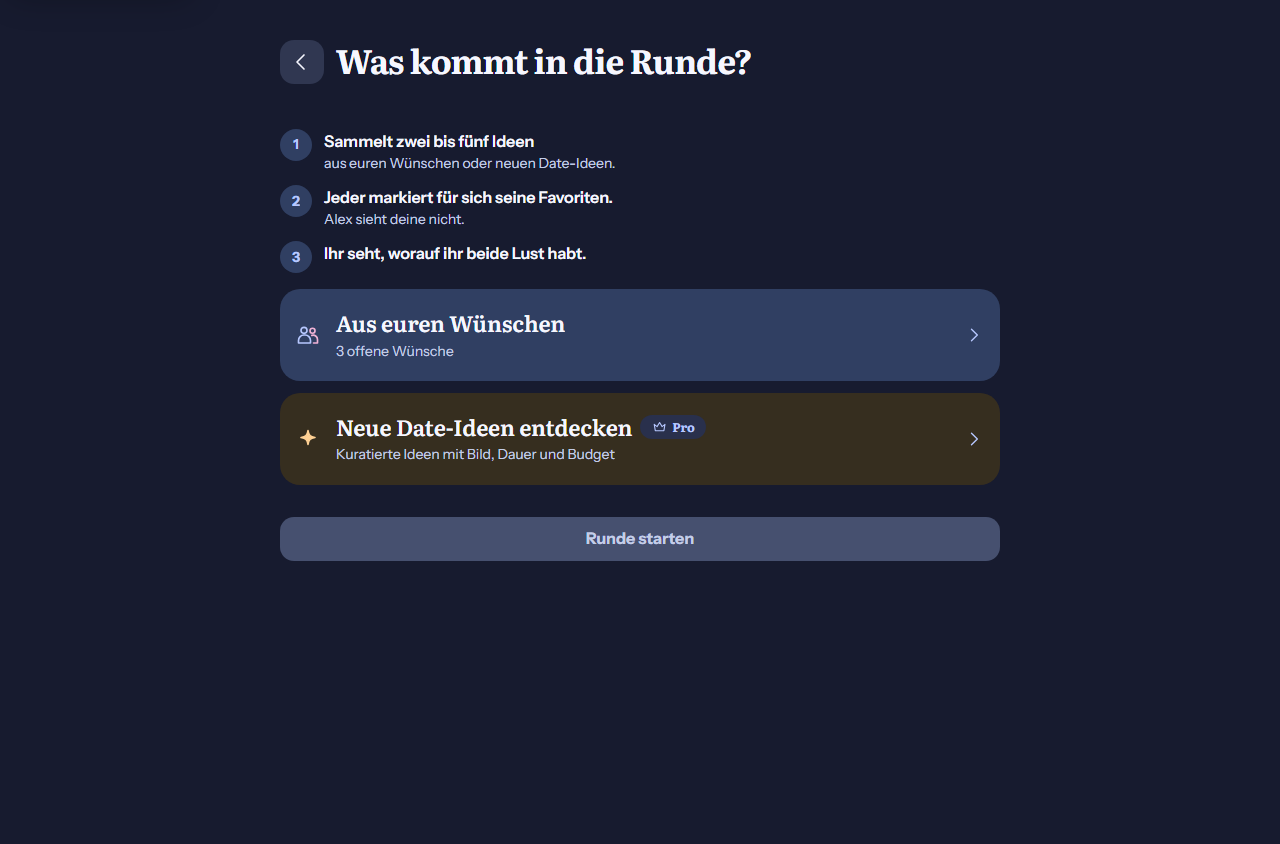 Was kommt in die Runde?
1
Sammelt zwei bis fünf Ideen
aus euren Wünschen oder neuen Date-Ideen.
2
Jeder markiert für sich seine Favoriten.
Alex sieht deine nicht.
3
Ihr seht, worauf ihr beide Lust habt.
Aus euren Wünschen
3 offene Wünsche
Neue Date-Ideen entdecken Pro
Kuratierte Ideen mit Bild, Dauer und Budget
Runde starten